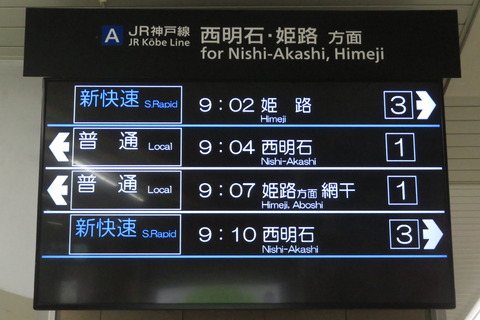 A JR神戸線 西明石・姫路 方面
JR Kōbe Line for Nishi-Akashi, Himeji
新快速 S.Rapid 9:02 姫 路 3
Himeji
普 通 Local 9:04 西明石 1
Nishi-Akashi
普 通 Local 9:07 姫路方面 網干 1
Himeji, Aboshi
新快速 S.Rapid 9:10 西明石 3
Nishi-Akashi